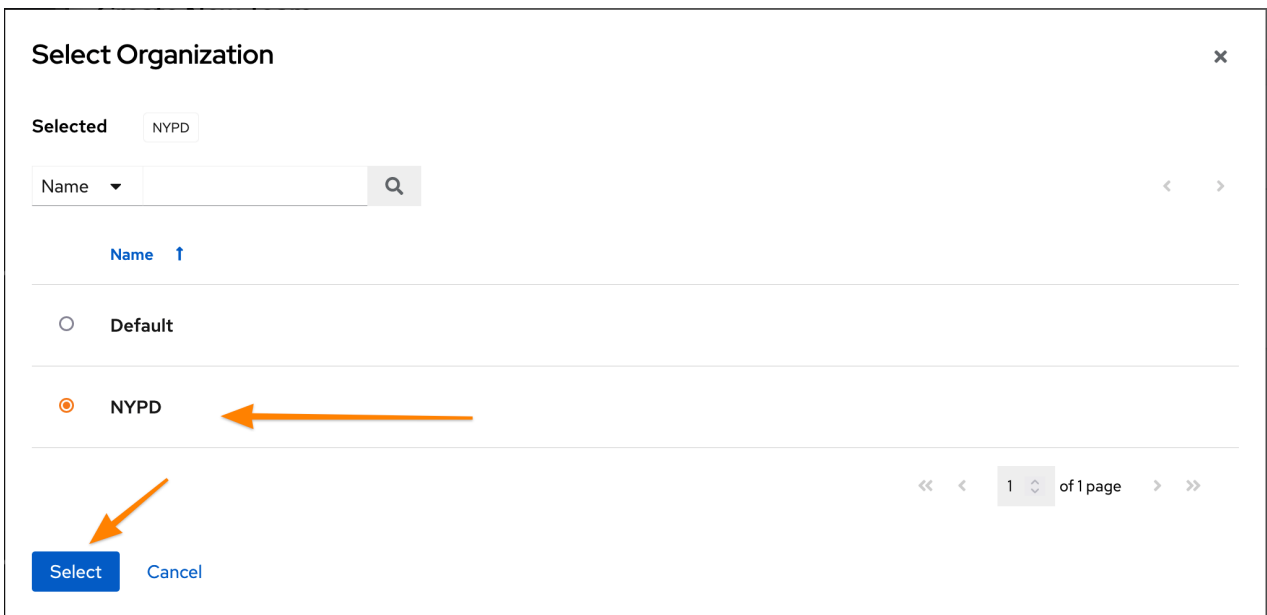 Select Organization
Selected NYPD
Name
Name
Default
NYPD
1 of 1 page
Select Cancel